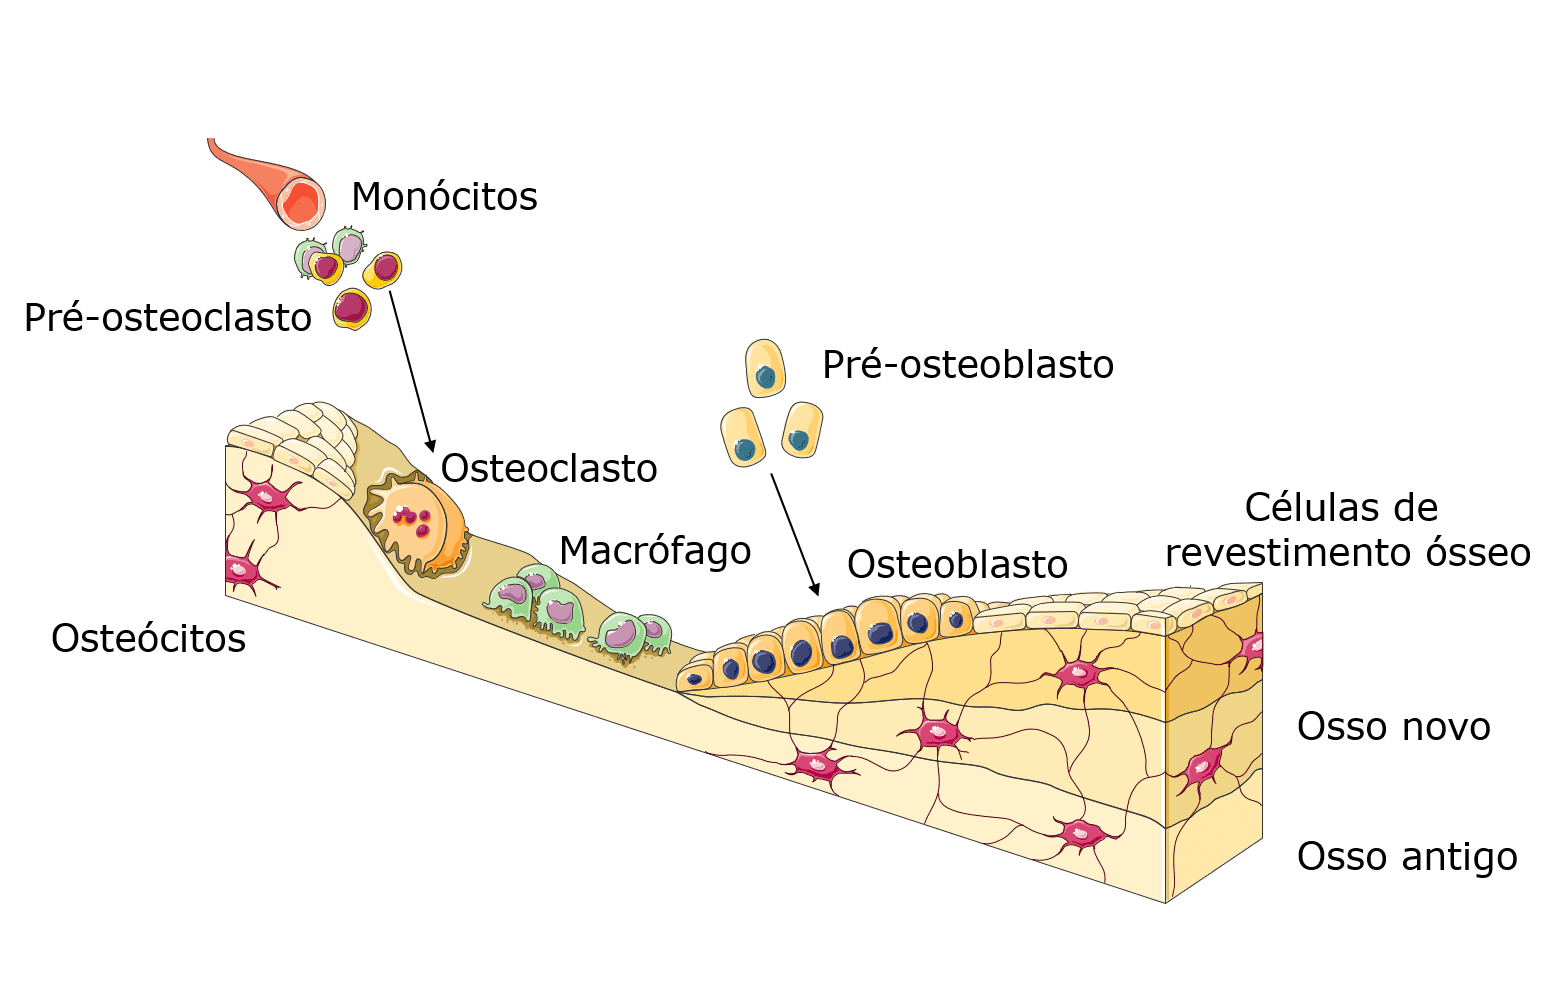 Monócitos
Pré-osteoclasto
Pré-osteoblasto
Osteoclasto
Células de
revestimento ósseo
Macrófago
Osteoblasto
Osteócitos
Osso novo
Osso antigo